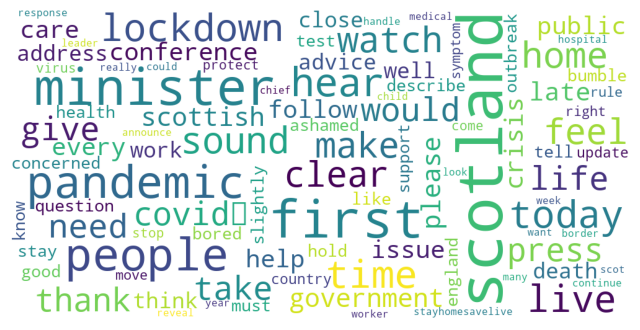 response
leader
handle
medical
care
lockdown
close
watch
symptom
scotland
outbreak
public
hospital
address
conference
test
home
virus
really
could
protect
advice
well
late
bumble
rule
minister
hear
chief
describe
child
health
scottish
follow
would
crisis
right
feel
give
announce
ashamed
come
every
work
sound
make
support
please
tell
update
concerned
pandemic
slightly
clear
look
life
know
question
covid
first
like
week
today
need
bored
want
border
stay
stop
people
help
hold
issue
england
press
good
move
country
time
death
scot
thank
think
take
government
many
continue
reveal
year
must
worker
stayhomesavelive
live